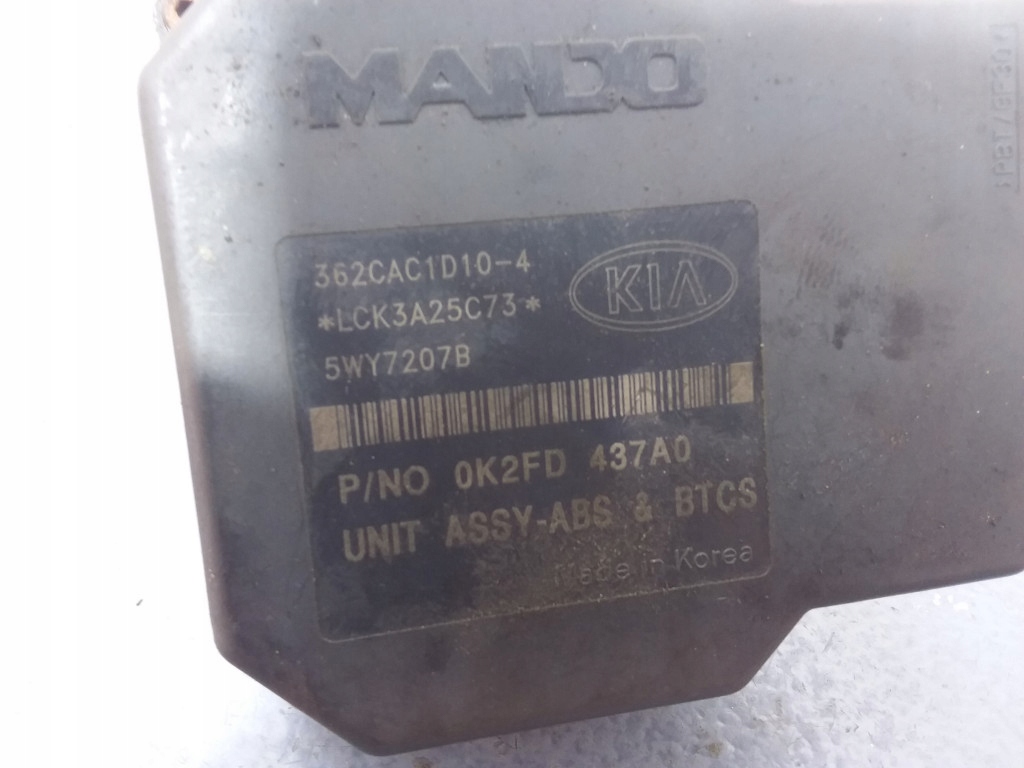 MANDO
362CAC1D10-4
KIA
*LCK3A25C73*
5WY7207B
P/NO 0K2FD 437A0
UNIT ASSY-ABS & BTCS
Made in Korea